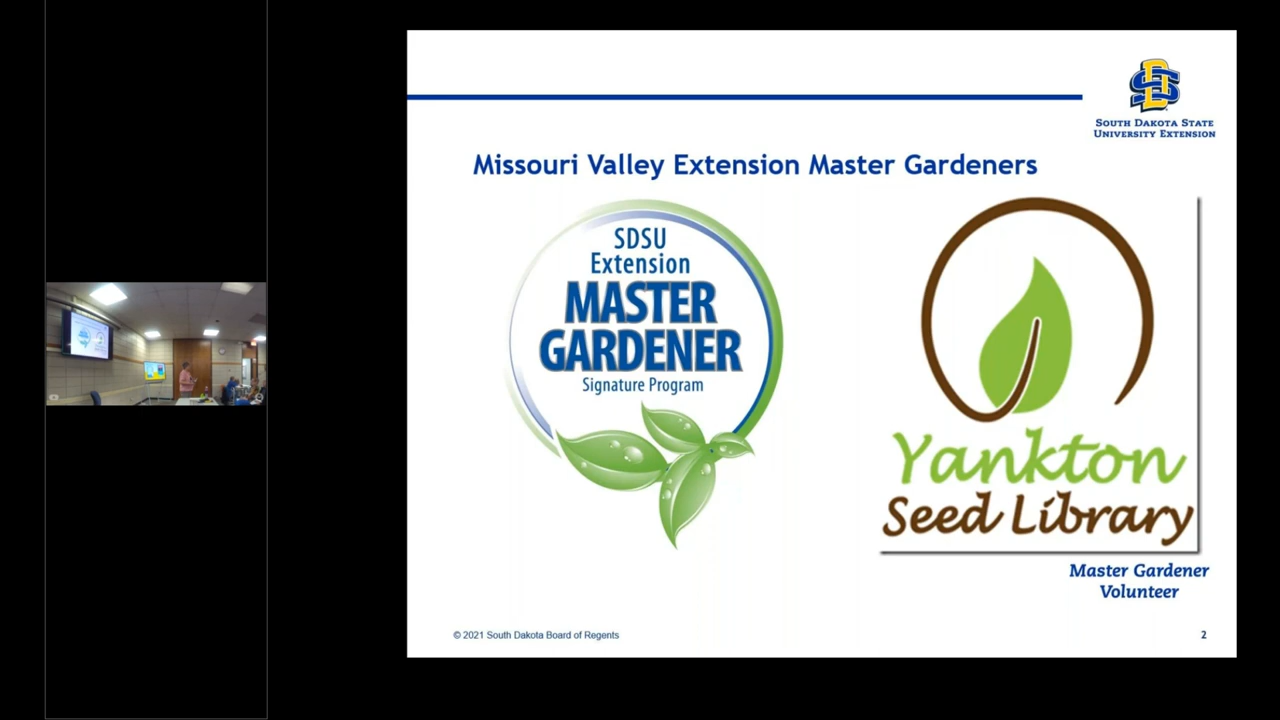 SOUTH DAKOTA STATE
UNIVERSITY EXTENSION
Missouri Valley Extension Master Gardeners
SDSU
Extension
MASTER
GARDENER
Signature Program
Yankton
Seed Library
Master Gardener
Volunteer
© 2021 South Dakota Board of Regents
2